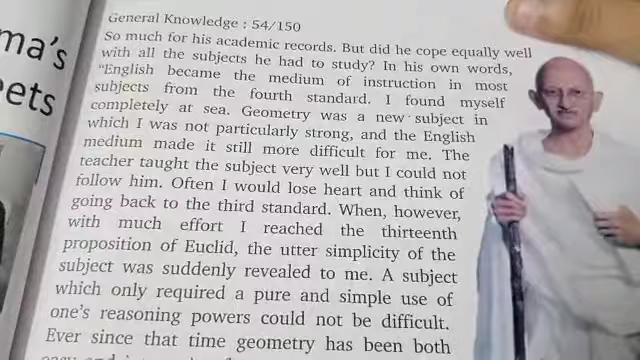 ma's
eets
General Knowledge : 54/150
So much for his academic records. But did he cope equally well
with all the subjects he had to study? In his own words,
"English became the medium of instruction in most
subjects from the fourth standard. I found myself
completely at sea. Geometry was a new subject in
which I was not particularly strong, and the English
medium made it still more difficult for me. The
teacher taught the subject very well but I could not
follow him. Often I would lose heart and think of
going back to the third standard. When, however,
with much effort I reached the thirteenth
proposition of Euclid, the utter simplicity of the
subject was suddenly revealed to me. A subject
which only required a pure and simple use of
one's reasoning powers could not be difficult.
Ever since that time geometry has been both